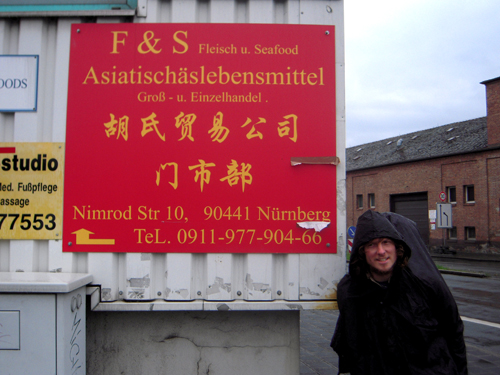 F & S Fleisch u. Seafood
Asiatischäslebensmittel
Groß - u. Einzelhandel .
胡氏贸易公司
门市部
Nimrod Str 10, 90441 Nürnberg
TeL. 0911-977-904-66
OODS
studio
Med. Fußpflege
assage
77553